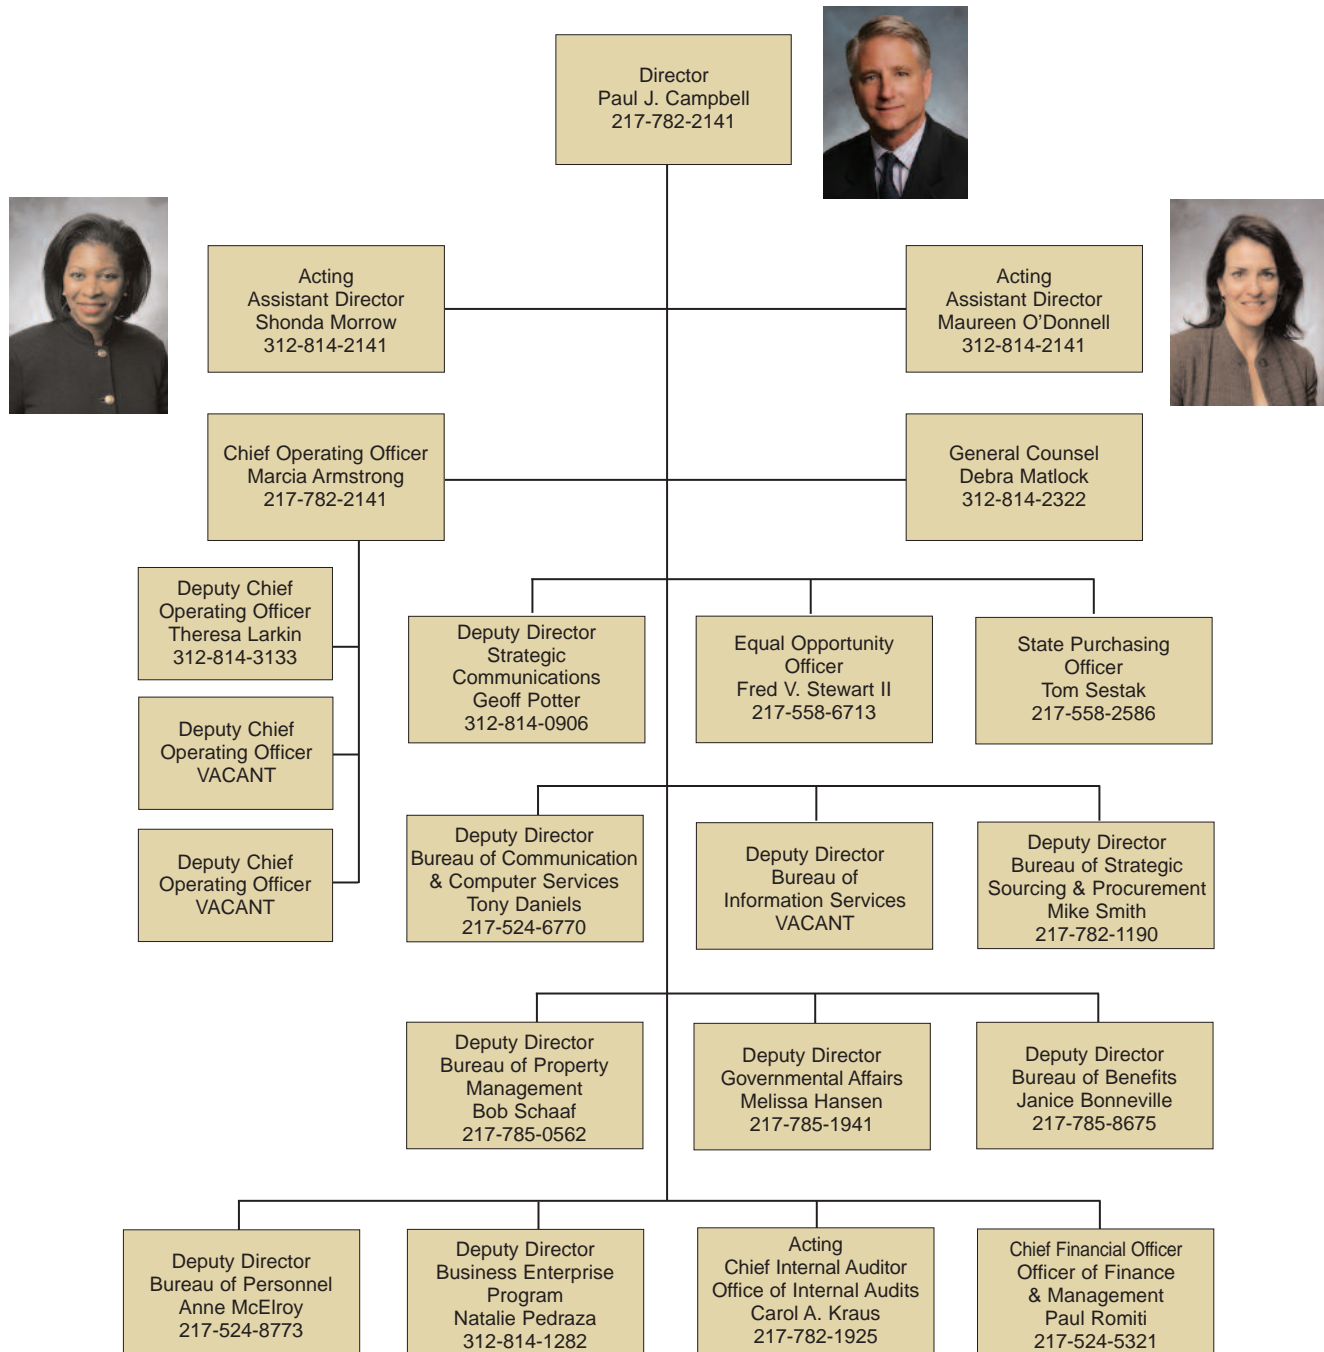 Director
Paul J. Campbell
217-782-2141
Acting
Assistant Director
Shonda Morrow
312-814-2141
Acting
Assistant Director
Maureen O'Donnell
312-814-2141
Chief Operating Officer
Marcia Armstrong
217-782-2141
General Counsel
Debra Matlock
312-814-2322
Deputy Chief
Operating Officer
Theresa Larkin
312-814-3133
Deputy Chief
Operating Officer
VACANT
Deputy Chief
Operating Officer
VACANT
Deputy Director
Strategic
Communications
Geoff Potter
312-814-0906
Equal Opportunity
Officer
Fred V. Stewart II
217-558-6713
State Purchasing
Officer
Tom Sestak
217-558-2586
Deputy Director
Bureau of Communication
& Computer Services
Tony Daniels
217-524-6770
Deputy Director
Bureau of
Information Services
VACANT
Deputy Director
Bureau of Strategic
Sourcing & Procurement
Mike Smith
217-782-1190
Deputy Director
Bureau of Property
Management
Bob Schaaf
217-785-0562
Deputy Director
Governmental Affairs
Melissa Hansen
217-785-1941
Deputy Director
Bureau of Benefits
Janice Bonneville
217-785-8675
Deputy Director
Bureau of Personnel
Anne McElroy
217-524-8773
Deputy Director
Business Enterprise
Program
Natalie Pedraza
312-814-1282
Acting
Chief Internal Auditor
Office of Internal Audits
Carol A. Kraus
217-782-1925
Chief Financial Officer
Officer of Finance
& Management
Paul Romiti
217-524-5321